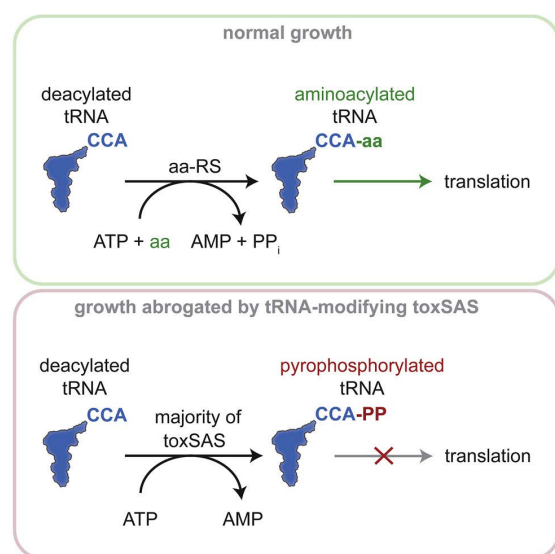 normal growth
deacylated
tRNA
CCA
aa-RS
ATP + aa
AMP + PPi
aminoacylated
tRNA
CCA-aa
translation
growth abrogated by tRNA-modifying toxSAS
deacylated
tRNA
CCA
majority of
toxSAS
ATP
AMP
pyrophosphorylated
tRNA
CCA-PP
translation